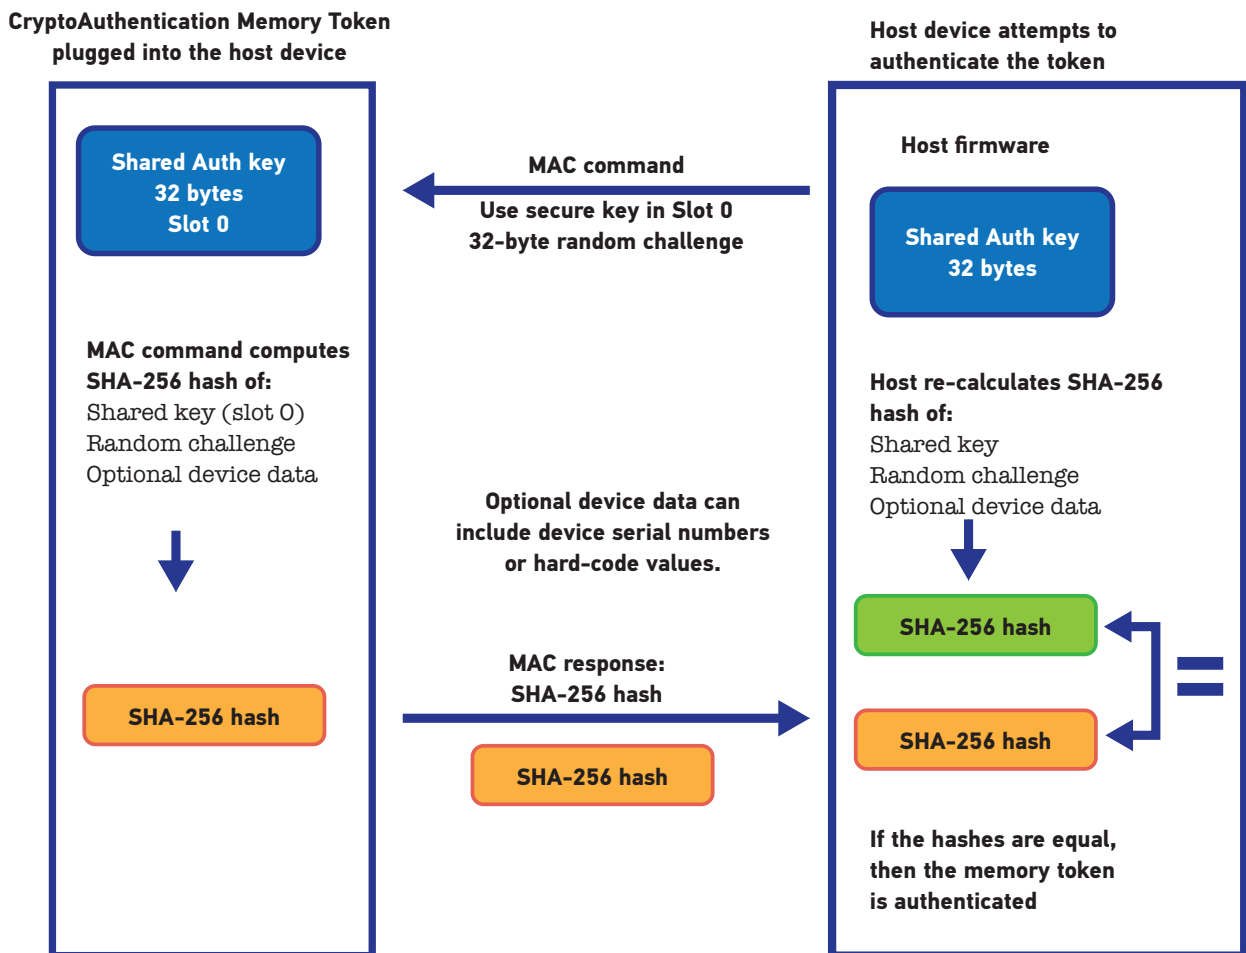 CryptoAuthentication Memory Token
plugged into the host device
Shared Auth key
32 bytes
Slot 0
MAC command computes
SHA-256 hash of:
Shared key (slot 0)
Random challenge
Optional device data
SHA-256 hash
MAC command
Use secure key in Slot 0
32-byte random challenge
Optional device data can
include device serial numbers
or hard-code values.
MAC response:
SHA-256 hash
SHA-256 hash
Host device attempts to
authenticate the token
Host firmware
Shared Auth key
32 bytes
Host re-calculates SHA-256
hash of:
Shared key
Random challenge
Optional device data
SHA-256 hash
SHA-256 hash
=
If the hashes are equal,
then the memory token
is authenticated